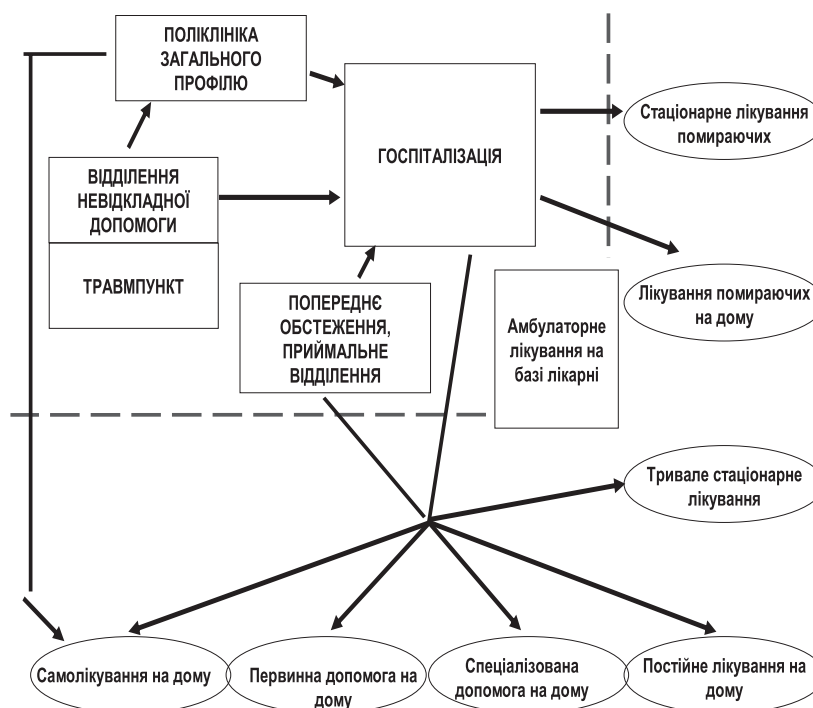 ПОЛІКЛІНІКА
ЗАГАЛЬНОГО
ПРОФІЛЮ
ГОСПІТАЛІЗАЦІЯ
Стаціонарне лікування
помираючих
ВІДДІЛЕННЯ
НЕВІДКЛАДНОЇ
ДОПОМОГИ
ТРАВМПУНКТ
ПОПЕРЕДНЄ
ОБСТЕЖЕННЯ,
ПРИЙМАЛЬНЕ
ВІДДІЛЕННЯ
Амбулаторне
лікування на
базі лікарні
Лікування помираючих
на дому
Тривале стаціонарне
лікування
Самолікування на дому
Первинна допомога на
дому
Спеціалізована
допомога на дому
Постійне лікування на
дому